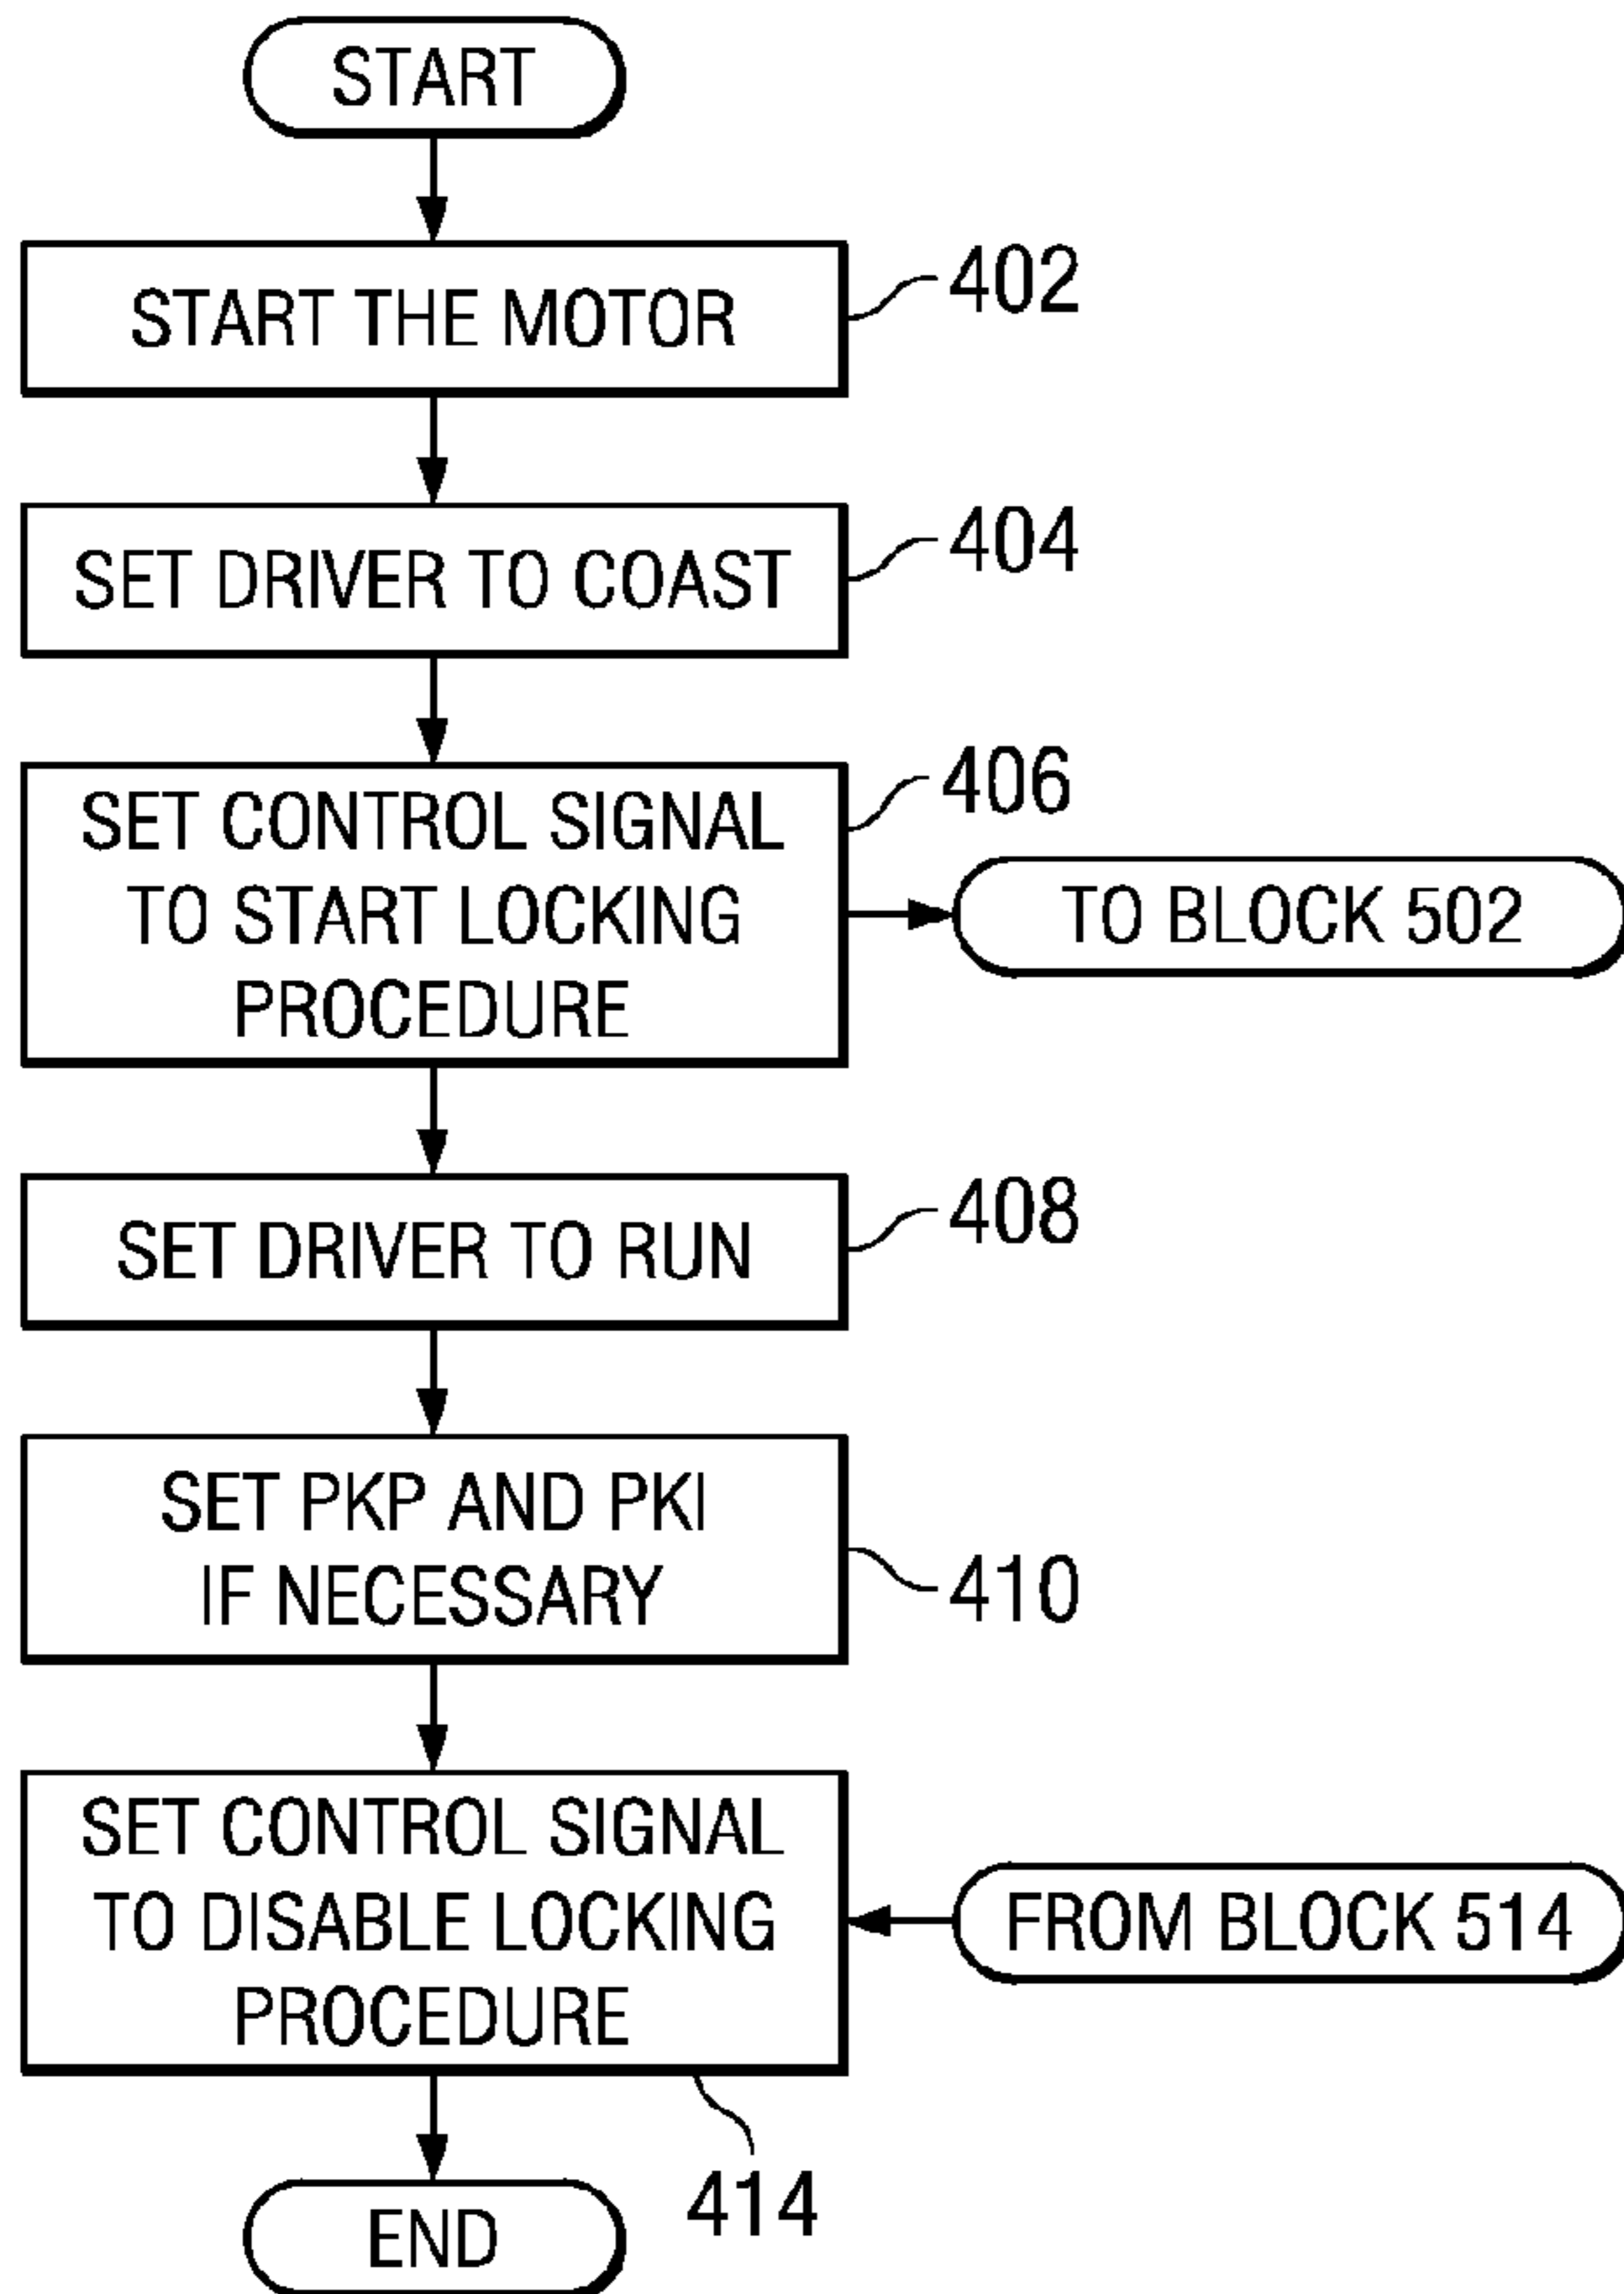 START
START THE MOTOR
402
SET DRIVER TO COAST
404
SET CONTROL SIGNAL
TO START LOCKING
PROCEDURE
406
TO BLOCK 502
SET DRIVER TO RUN
408
SET PKP AND PKI
IF NECESSARY
410
SET CONTROL SIGNAL
TO DISABLE LOCKING
PROCEDURE
FROM BLOCK 514
414
END